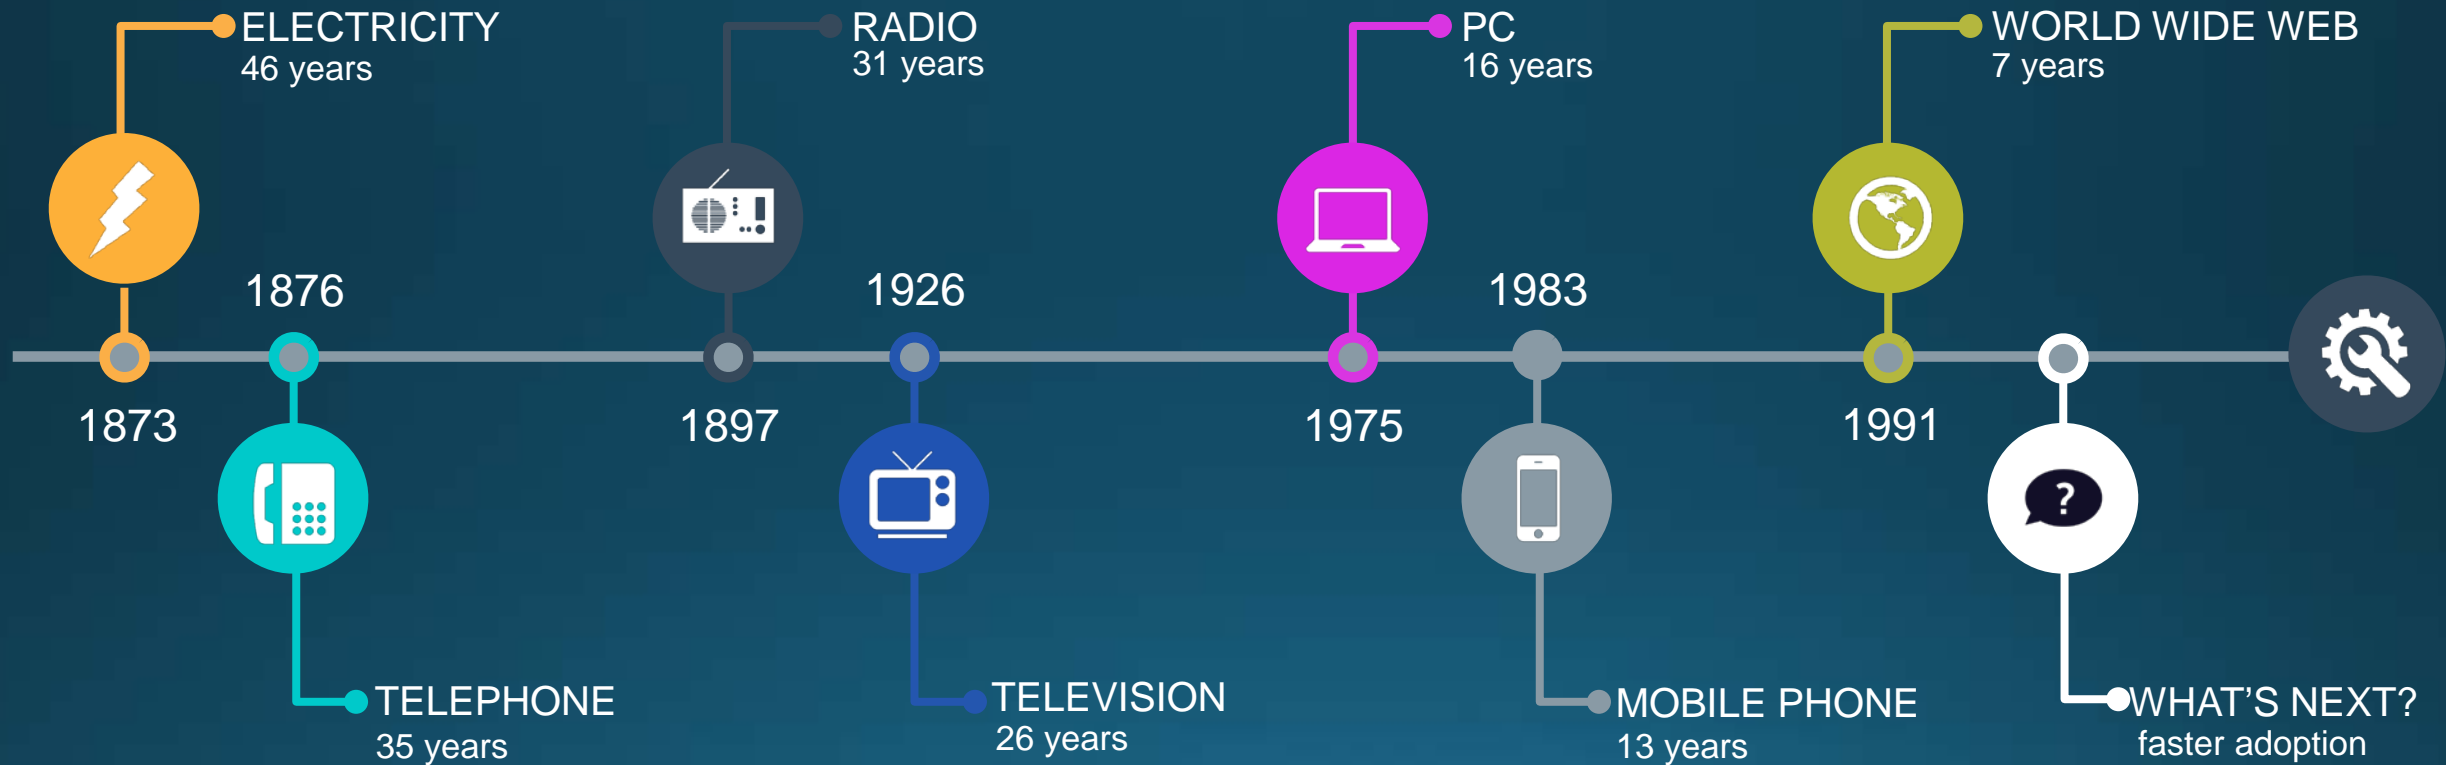 ELECTRICITY
46 years
RADIO
31 years
PC
16 years
WORLD WIDE WEB
7 years
1876
1926
1983
1873
1897
1975
1991
?
TELEPHONE
35 years
TELEVISION
26 years
MOBILE PHONE
13 years
WHAT'S NEXT?
faster adoption